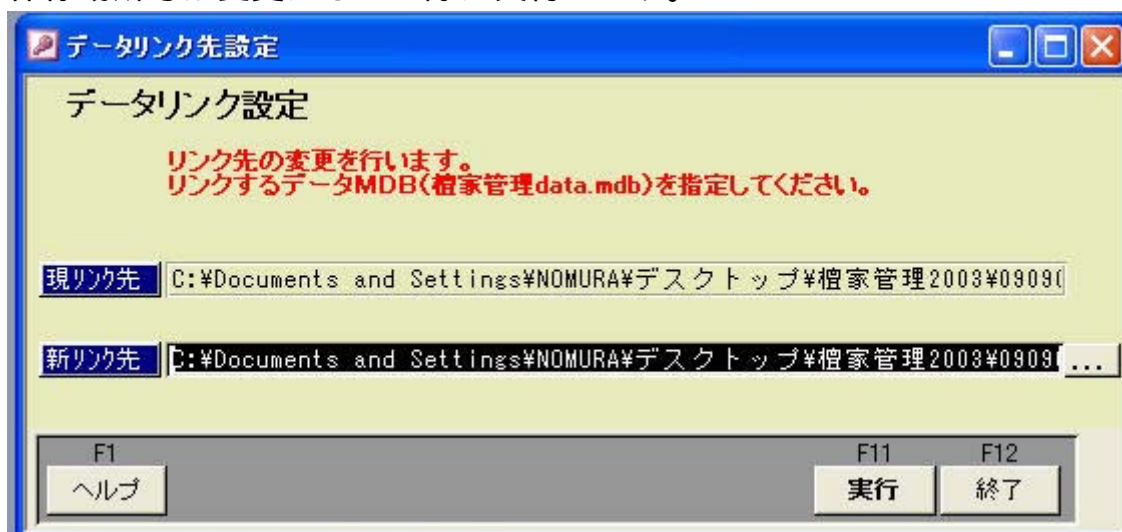 データリンク先設定
データリンク設定
リンク先の変更を行います。
リンクするデータMDB(檀家管理data.mdb)を指定してください。
現リンク先 C:¥Documents and Settings¥NOMURA¥デスクトップ¥檀家管理2003¥0909(
新リンク先 C:¥Documents and Settings¥NOMURA¥デスクトップ¥檀家管理2003¥0909( ...
F1 F11 F12
ヘルプ 実行 終了